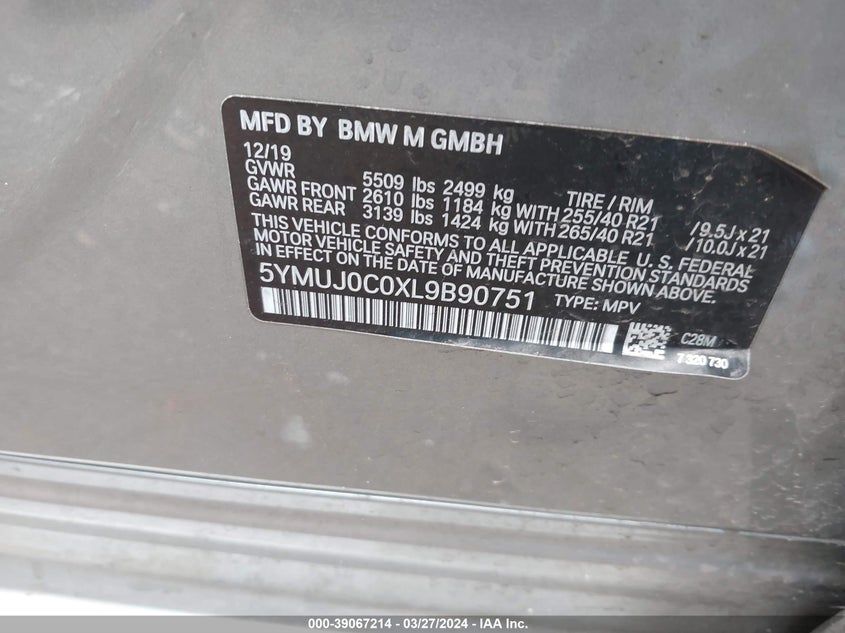 MFD BY BMW M GMBH
12/19
GVWR 5509 lbs 2499 kg TIRE / RIM
GAWR FRONT 2610 lbs 1184 kg WITH 255/40 R21 /9.5J x 21
GAWR REAR 3139 lbs 1424 kg WITH 265/40 R21 /10.0J x 21
THIS VEHICLE CONFORMS TO ALL APPLICABLE U.S. FEDERAL
MOTOR VEHICLE SAFETY AND THEFT PREVENTION STANDARDS
IN EFFECT ON THE DATE OF MANUFACTURE SHOWN ABOVE.
5YMUJ0C0XL9B90751 TYPE: MPV
C28M
7 320 730
000-39067214 - 03/27/2024 - IAA Inc.